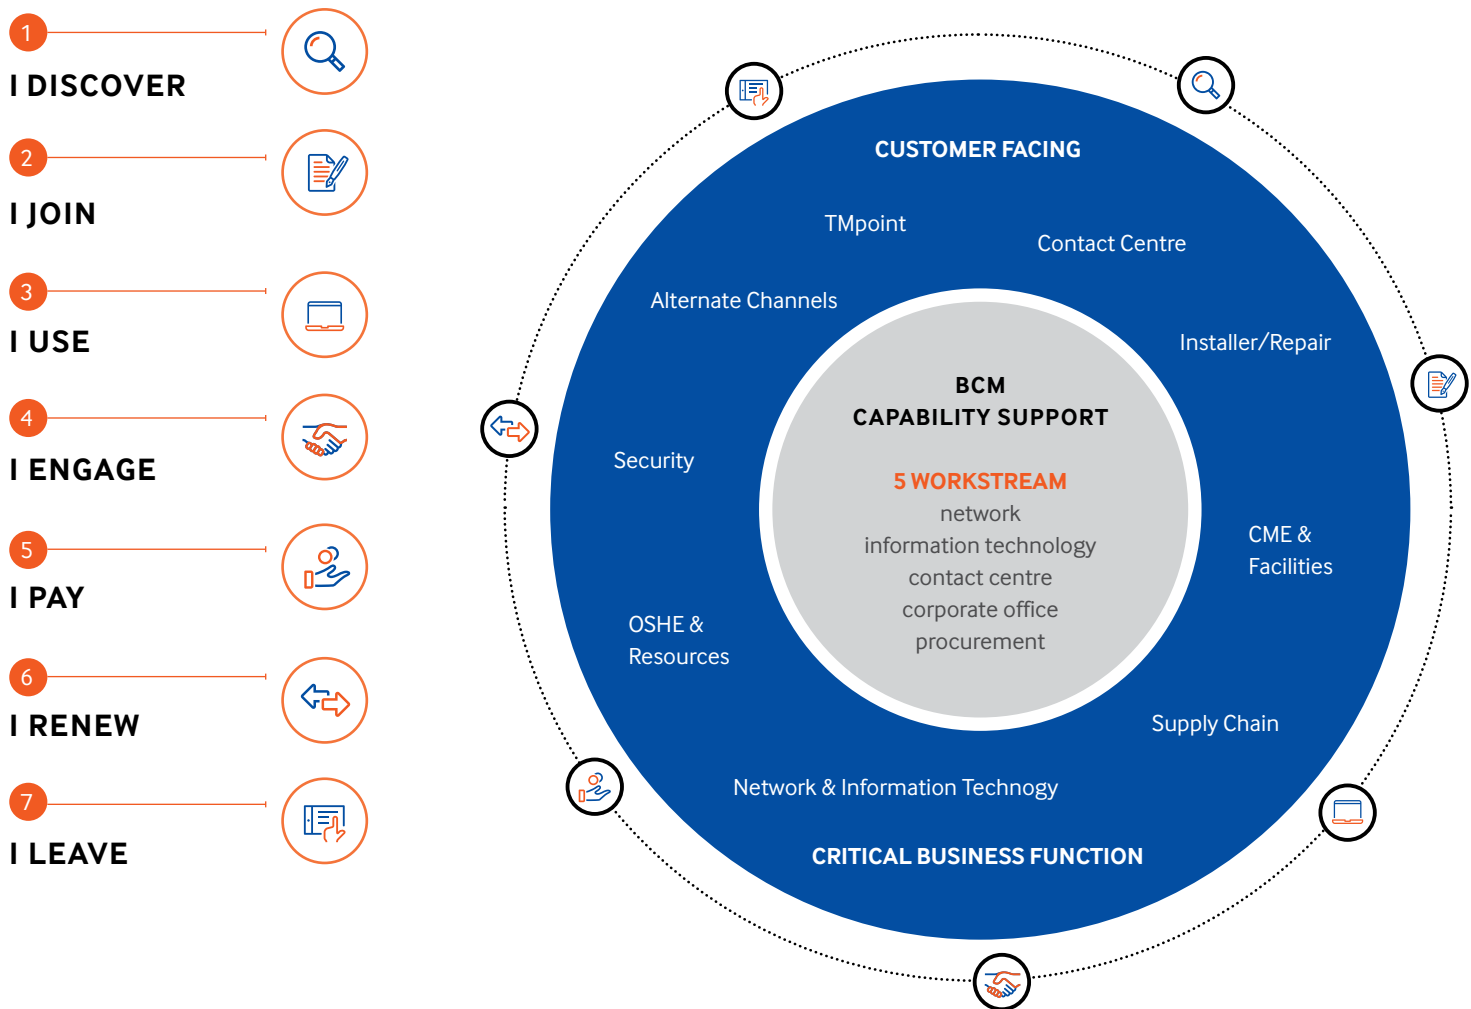 1
I DISCOVER
2
I JOIN
3
I USE
4
I ENGAGE
5
I PAY
6
I RENEW
7
I LEAVE
CUSTOMER FACING
TMpoint
Contact Centre
Alternate Channels
Installer/Repair
Security
CME &
Facilities
OSHE &
Resources
Supply Chain
Network & Information Technogy
CRITICAL BUSINESS FUNCTION
BCM
CAPABILITY SUPPORT
5 WORKSTREAM
network
information technology
contact centre
corporate office
procurement